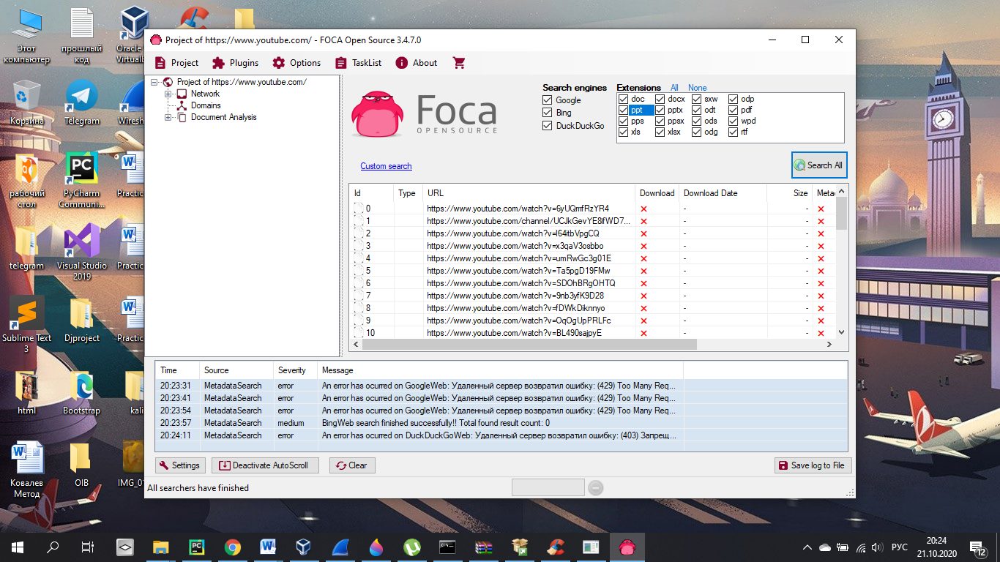 Этот компьютер
прошлый код
Oracle
Virtual
Корзина
Telegram
Wiresh
рабочий стол
PyCharm Communi...
Practic
telegram
Visual Studio 2019
Practic
Sublime Text 3
Djproject
Practic
html
Bootstrap
kali
Ковалев Метод
OIB
Project of https://www.youtube.com/ - FOCA Open Source 3.4.7.0
Project Plugins Options TaskList About
Project of https://www.youtube.com/
Network
Domains
Document Analysis
Foca
OPENSOURCE
Search engines
Google
Bing
DuckDuckGo
Extensions All None
doc docx sxw odp
ppt pptx odt pdf
pps ppsx ods wpd
xls xlsx odg rtf
Custom search
Search All
Id Type URL Download Download Date Size Metac
0 https://www.youtube.com/watch?v=6yUQmfRzYR4 - -
1 https://www.youtube.com/channel/UCJkGevYE8ifWD7... - -
2 https://www.youtube.com/watch?v=l64itbVpgCQ - -
3 https://www.youtube.com/watch?v=x3qaV3osbbo - -
4 https://www.youtube.com/watch?v=umRwGc3g01E - -
5 https://www.youtube.com/watch?v=Ta5pgD19FMw - -
6 https://www.youtube.com/watch?v=SDOhBRgOHTQ - -
7 https://www.youtube.com/watch?v=9nb3yfK9D28 - -
8 https://www.youtube.com/watch?v=fDWkDiknnyo - -
9 https://www.youtube.com/watch?v=OqOgUpPRLFc - -
10 https://www.youtube.com/watch?v=BL490sajpyE - -
Time Source Severity Message
20:23:31 MetadataSearch error An error has ocurred on GoogleWeb: Удаленный сервер возвратил ошибку: (429) Too Many Req...
20:23:41 MetadataSearch error An error has ocurred on GoogleWeb: Удаленный сервер возвратил ошибку: (429) Too Many Req...
20:23:54 MetadataSearch error An error has ocurred on GoogleWeb: Удаленный сервер возвратил ошибку: (429) Too Many Req...
20:23:57 MetadataSearch medium BingWeb search finished successfully!! Total found result count: 0
20:24:11 MetadataSearch error An error has ocurred on DuckDuckGoWeb: Удаленный сервер возвратил ошибку: (403) Запрещ...
Settings Deactivate AutoScroll Clear Save log to File
All searchers have finished
РУС
20:24
21.10.2020
12